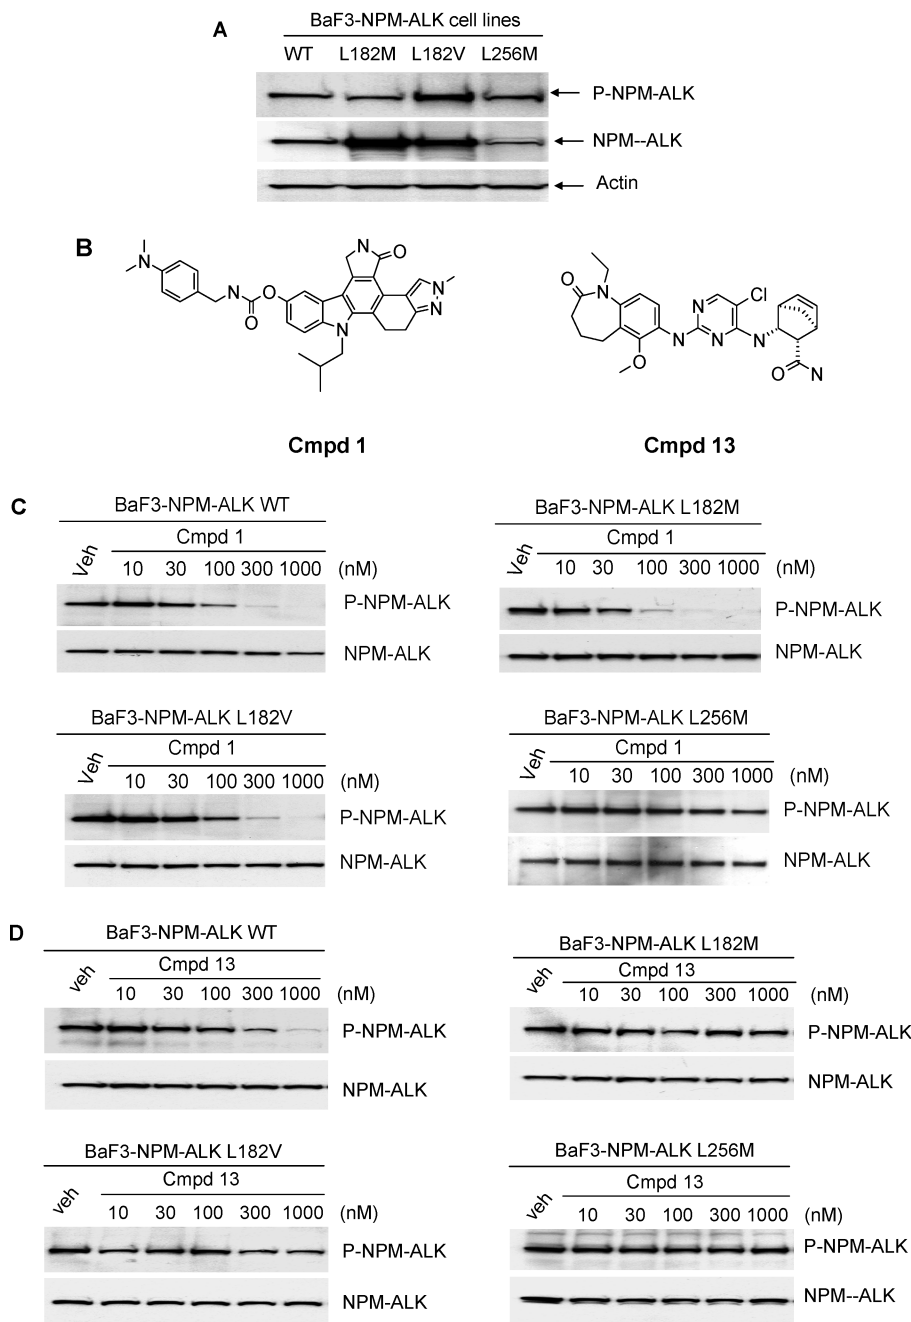 A
BaF3-NPM-ALK cell lines
WT L182M L182V L256M
P-NPM-ALK
NPM--ALK
Actin
B
N
N
O
N
O
O
N
N
N
N
O
N
O
N
N
N
Cl
N
O
O
N
Cmpd 1
Cmpd 13
C
BaF3-NPM-ALK WT
Cmpd 1
Veh 10 30 100 300 1000 (nM)
P-NPM-ALK
NPM-ALK
BaF3-NPM-ALK L182M
Cmpd 1
Veh 10 30 100 300 1000 (nM)
P-NPM-ALK
NPM-ALK
BaF3-NPM-ALK L182V
Cmpd 1
Veh 10 30 100 300 1000 (nM)
P-NPM-ALK
NPM-ALK
BaF3-NPM-ALK L256M
Cmpd 1
Veh 10 30 100 300 1000 (nM)
P-NPM-ALK
NPM-ALK
D
BaF3-NPM-ALK WT
Cmpd 13
veh 10 30 100 300 1000 (nM)
P-NPM-ALK
NPM-ALK
BaF3-NPM-ALK L182M
Cmpd 13
veh 10 30 100 300 1000 (nM)
P-NPM-ALK
NPM-ALK
BaF3-NPM-ALK L182V
Cmpd 13
veh 10 30 100 300 1000 (nM)
P-NPM-ALK
NPM-ALK
BaF3-NPM-ALK L256M
Cmpd 13
veh 10 30 100 300 1000 (nM)
P-NPM-ALK
NPM--ALK